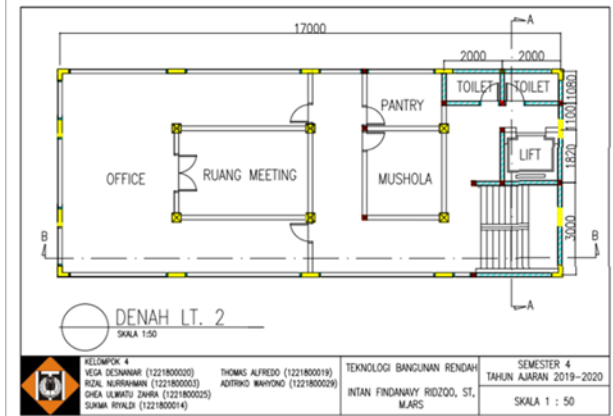 A
17000
2000 2000
TOILET TOILET
1080
PANTRY
1100
LIFT
1820
OFFICE RUANG MEETING MUSHOLA
3000
B B
A
DENAH LT. 2
SKALA 1:50
KELOMPOK 4
VEGA DESNANIAR (1221800020) THOMAS ALFREDO (1221800019)
RIZAL NURRAHMAN (1221800003) ADITRIKO WAHYONO (1221800029)
GHEA ULWIATU ZAHRA (1221800025)
SUKMA RIYALDI (1221800014)
TEKNOLOGI BANGUNAN RENDAH
INTAN FINDANAVY RIDZQO, ST,
M.ARS
SEMESTER 4
TAHUN AJARAN 2019-2020
SKALA 1 : 50